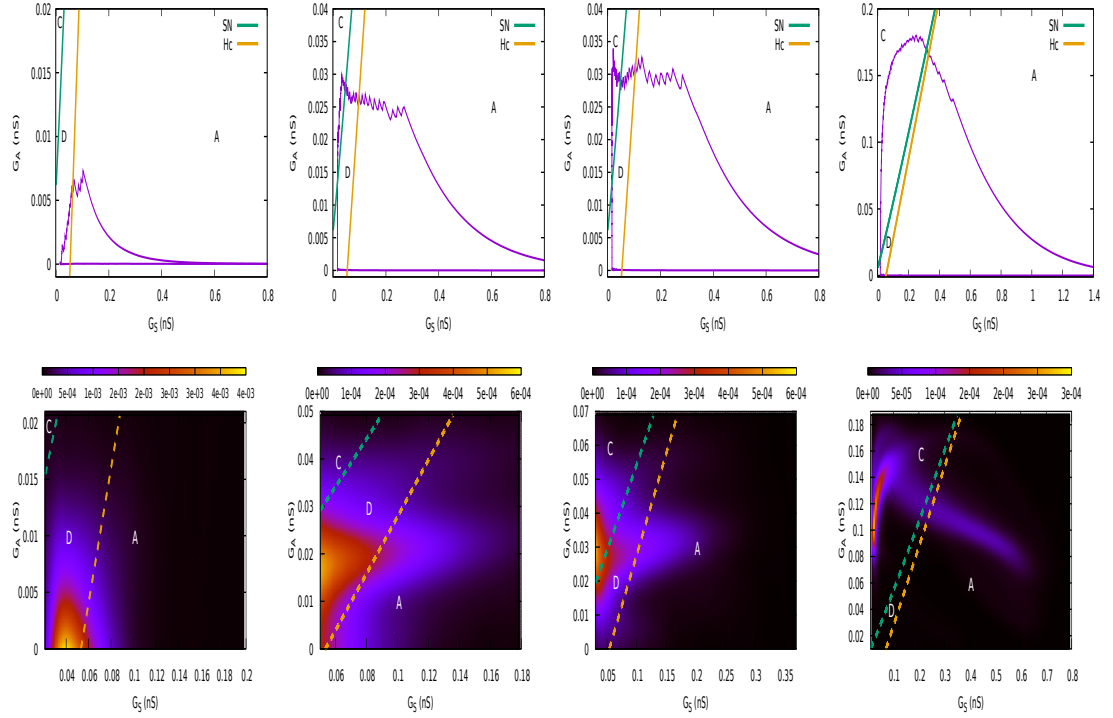 0.02
0.015
0.01
0.005
0
G_A (nS)
C
D
A
SN
Hc
0 0.2 0.4 0.6 0.8
G_S (nS)
0.04
0.035
0.03
0.025
0.02
0.015
0.01
0.005
0
G_A (nS)
D
A
SN
Hc
0 0.2 0.4 0.6 0.8
G_S (nS)
0.04
0.035
0.03
0.025
0.02
0.015
0.01
0.005
0
G_A (nS)
C
D
A
SN
Hc
0 0.2 0.4 0.6 0.8
G_S (nS)
0.2
0.15
0.1
0.05
0
G_A (nS)
C
D
A
SN
Hc
0 0.2 0.4 0.6 0.8 1 1.2 1.4
G_S (nS)
0e+00 5e-04 1e-03 2e-03 2e-03 2e-03 3e-03 4e-03 4e-03
0.02
0.015
0.01
0.005
0
G_A (nS)
C
D
A
0.04 0.06 0.08 0.1 0.12 0.14 0.16 0.18 0.2
G_S (nS)
0e+00 1e-04 2e-04 3e-04 4e-04 5e-04 6e-04
0.05
0.04
0.03
0.02
0.01
0
G_A (nS)
C
D
A
0.06 0.08 0.1 0.12 0.14 0.16 0.18
G_S (nS)
0e+00 1e-04 2e-04 3e-04 4e-04 5e-04 6e-04
0.07
0.06
0.05
0.04
0.03
0.02
0.01
0
G_A (nS)
C
D
A
0.05 0.1 0.15 0.2 0.25 0.3 0.35
G_S (nS)
0e+00 5e-05 1e-04 2e-04 2e-04 3e-04 3e-04
0.18
0.16
0.14
0.12
0.1
0.08
0.06
0.04
0.02
G_A (nS)
C
D
A
0.1 0.2 0.3 0.4 0.5 0.6 0.7 0.8
G_S (nS)